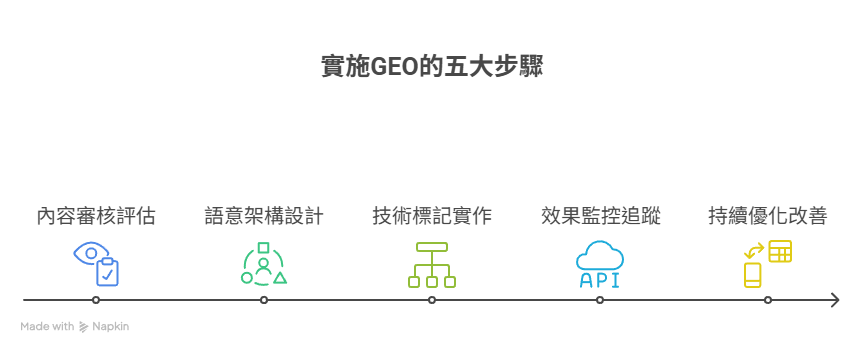 實施GEO的五大步驟
內容審核評估
語意架構設計
技術標記實作
效果監控追蹤
持續優化改善
API
Made with Napkin